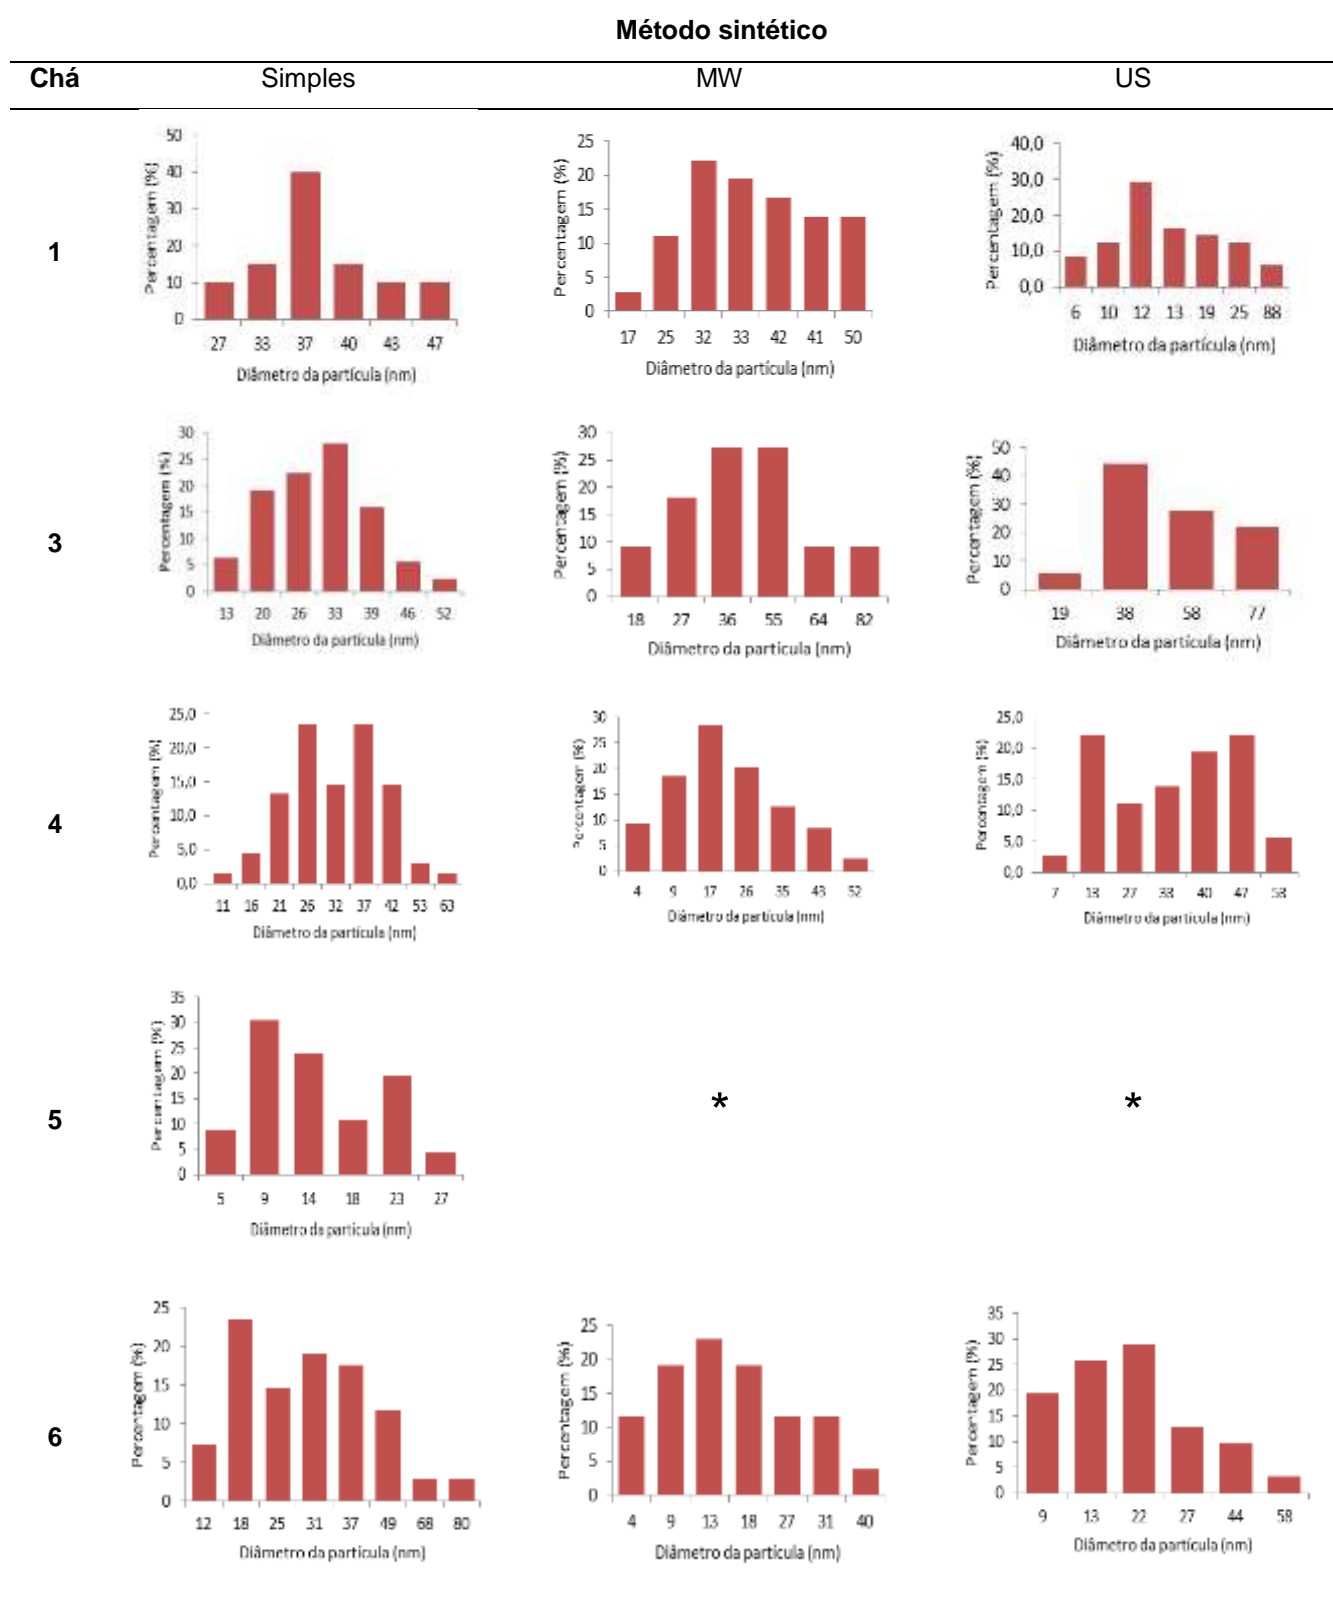 Método sintético
Chá Simples MW US
1
50
40
30
20
10
0
Percentagem (%)
27 33 37 40 43 47
Diâmetro da partícula (nm)
25
20
15
10
5
0
Percentagem (%)
17 25 32 33 42 41 50
Diâmetro da partícula (nm)
40,0
30,0
20,0
10,0
0,0
Percentagem (%)
6 10 12 13 19 25 88
Diâmetro da partícula (nm)
3
30
25
20
15
10
5
0
Percentagem (%)
13 20 26 33 39 46 52
Diâmetro da partícula (nm)
30
25
20
15
10
5
0
Percentagem (%)
18 27 36 55 64 82
Diâmetro da partícula (nm)
50
40
30
20
10
0
Percentagem (%)
19 38 58 77
Diâmetro da partícula (nm)
4
25,0
20,0
15,0
10,0
5,0
0,0
Percentagem (%)
11 16 21 26 32 37 42 53 63
Diâmetro da partícula (nm)
30
25
20
15
10
5
0
Percentagem (%)
4 9 17 26 35 43 52
Diâmetro da partícula (nm)
25,0
20,0
15,0
10,0
5,0
0,0
Percentagem (%)
7 13 27 33 40 47 53
Diâmetro da partícula (nm)
5
35
30
25
20
15
10
5
0
Percentagem (%)
5 9 14 18 23 27
Diâmetro da partícula (nm)
*
*
6
25
20
15
10
5
0
Percentagem (%)
12 18 25 31 37 49 68 80
Diâmetro da partícula (nm)
25
20
15
10
5
0
Percentagem (%)
4 9 13 18 27 31 40
Diâmetro da partícula (nm)
35
30
25
20
15
10
5
0
Percentagem (%)
9 13 22 27 44 58
Diâmetro da partícula (nm)